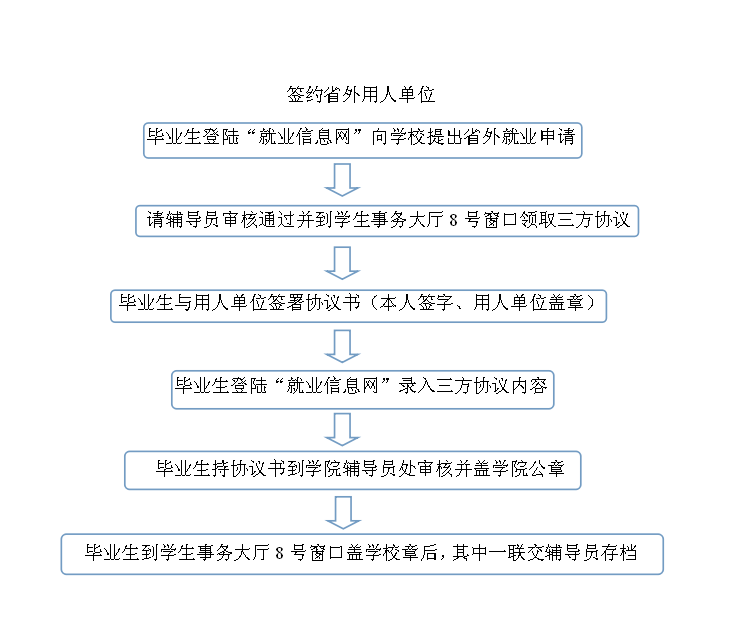 签约省外用人单位
毕业生登陆“就业信息网”向学校提出省外就业申请
请辅导员审核通过并到学生事务大厅 8 号窗口领取三方协议
毕业生与用人单位签署协议书（本人签字、用人单位盖章）
毕业生登陆“就业信息网”录入三方协议内容
毕业生持协议书到学院辅导员处审核并盖学院公章
毕业生到学生事务大厅 8 号窗口盖学校章后，其中一联交辅导员存档